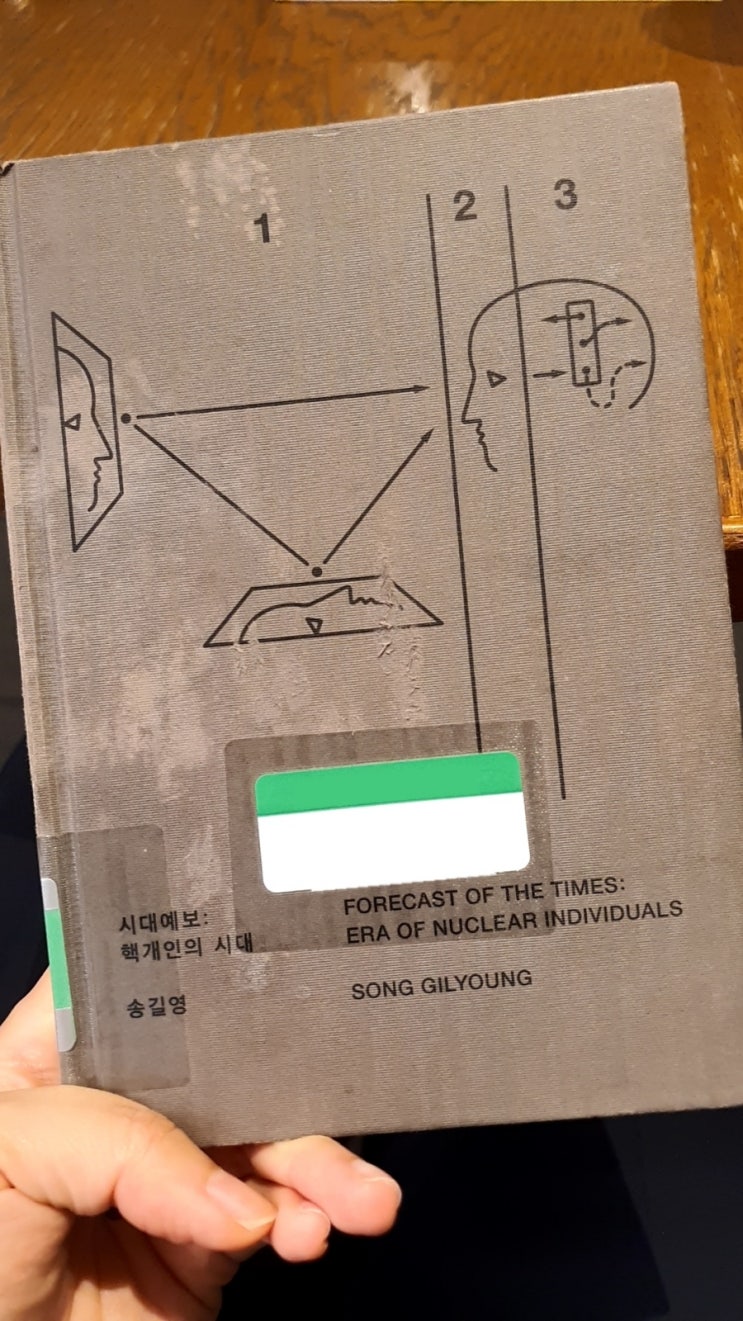 1
2
3
시대예보:
핵개인의 시대
송길영
FORECAST OF THE TIMES:
ERA OF NUCLEAR INDIVIDUALS
SONG GILYOUNG